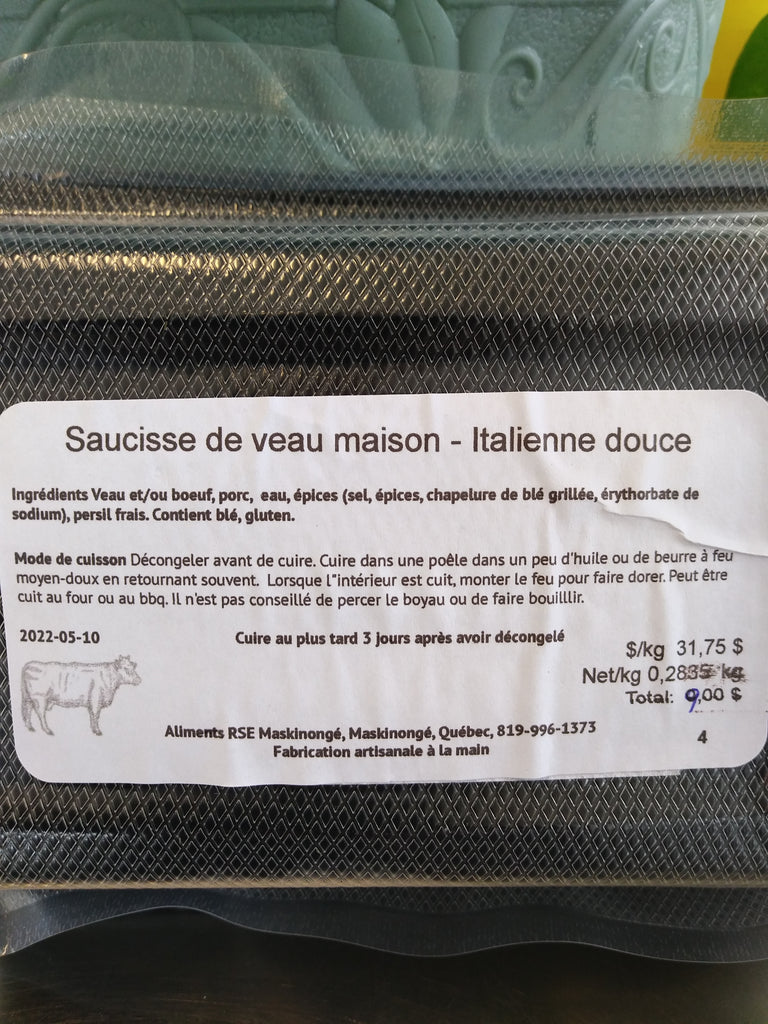 Saucisse de veau maison - Italienne douce
Ingrédients Veau et/ou boeuf, porc, eau, épices (sel, épices, chapelure de blé grillée, érythorbate de
sodium), persil frais. Contient blé, gluten.
Mode de cuisson Décongeler avant de cuire. Cuire dans une poêle dans un peu d'huile ou de beurre à feu
moyen-doux en retournant souvent. Lorsque l"intérieur est cuit, monter le feu pour faire dorer. Peut être
cuit au four ou au bbq. Il n'est pas conseillé de percer le boyau ou de faire bouilllir.
2022-05-10
Cuire au plus tard 3 jours après avoir décongelé
$/kg 31,75 $
Net/kg 0,2835 kg
Total: 9,00 $
Aliments RSE Maskinongé, Maskinongé, Québec, 819-996-1373
Fabrication artisanale à la main
4